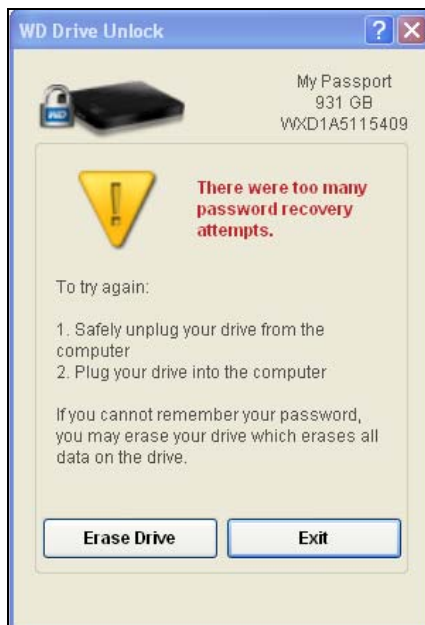 WD Drive Unlock
?
X
My Passport
931 GB
WXD1A5115409
WD
!
There were too many
password recovery
attempts.
To try again:
1. Safely unplug your drive from the
computer
2. Plug your drive into the computer
If you cannot remember your password,
you may erase your drive which erases all
data on the drive.
Erase Drive
Exit